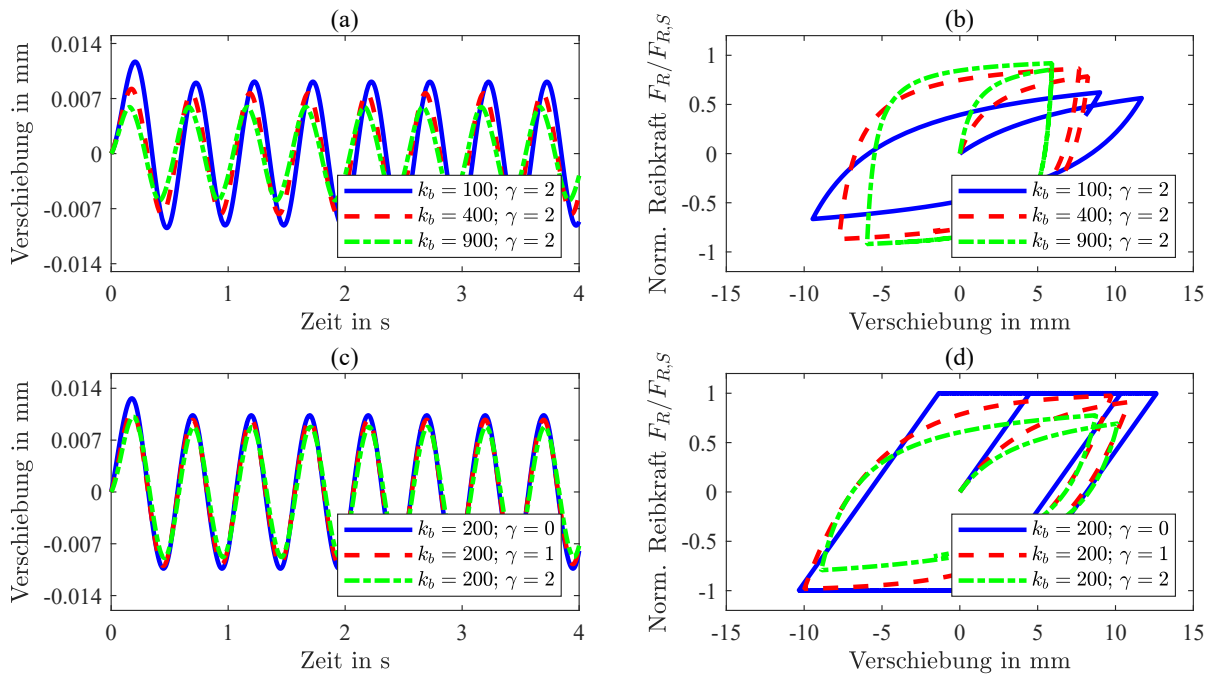 (a)
Verschiebung in mm
0.014
0.007
0
-0.007
-0.014
0
1
2
3
4
Zeit in s
k_b = 100; γ = 2
k_b = 400; γ = 2
k_b = 900; γ = 2
(b)
Norm. Reibkraft F_R/F_{R,S}
1
0.5
0
-0.5
-1
-15
-10
-5
0
5
10
15
Verschiebung in mm
k_b = 100; γ = 2
k_b = 400; γ = 2
k_b = 900; γ = 2
(c)
Verschiebung in mm
0.014
0.007
0
-0.007
-0.014
0
1
2
3
4
Zeit in s
k_b = 200; γ = 0
k_b = 200; γ = 1
k_b = 200; γ = 2
(d)
Norm. Reibkraft F_R/F_{R,S}
1
0.5
0
-0.5
-1
-15
-10
-5
0
5
10
15
Verschiebung in mm
k_b = 200; γ = 0
k_b = 200; γ = 1
k_b = 200; γ = 2